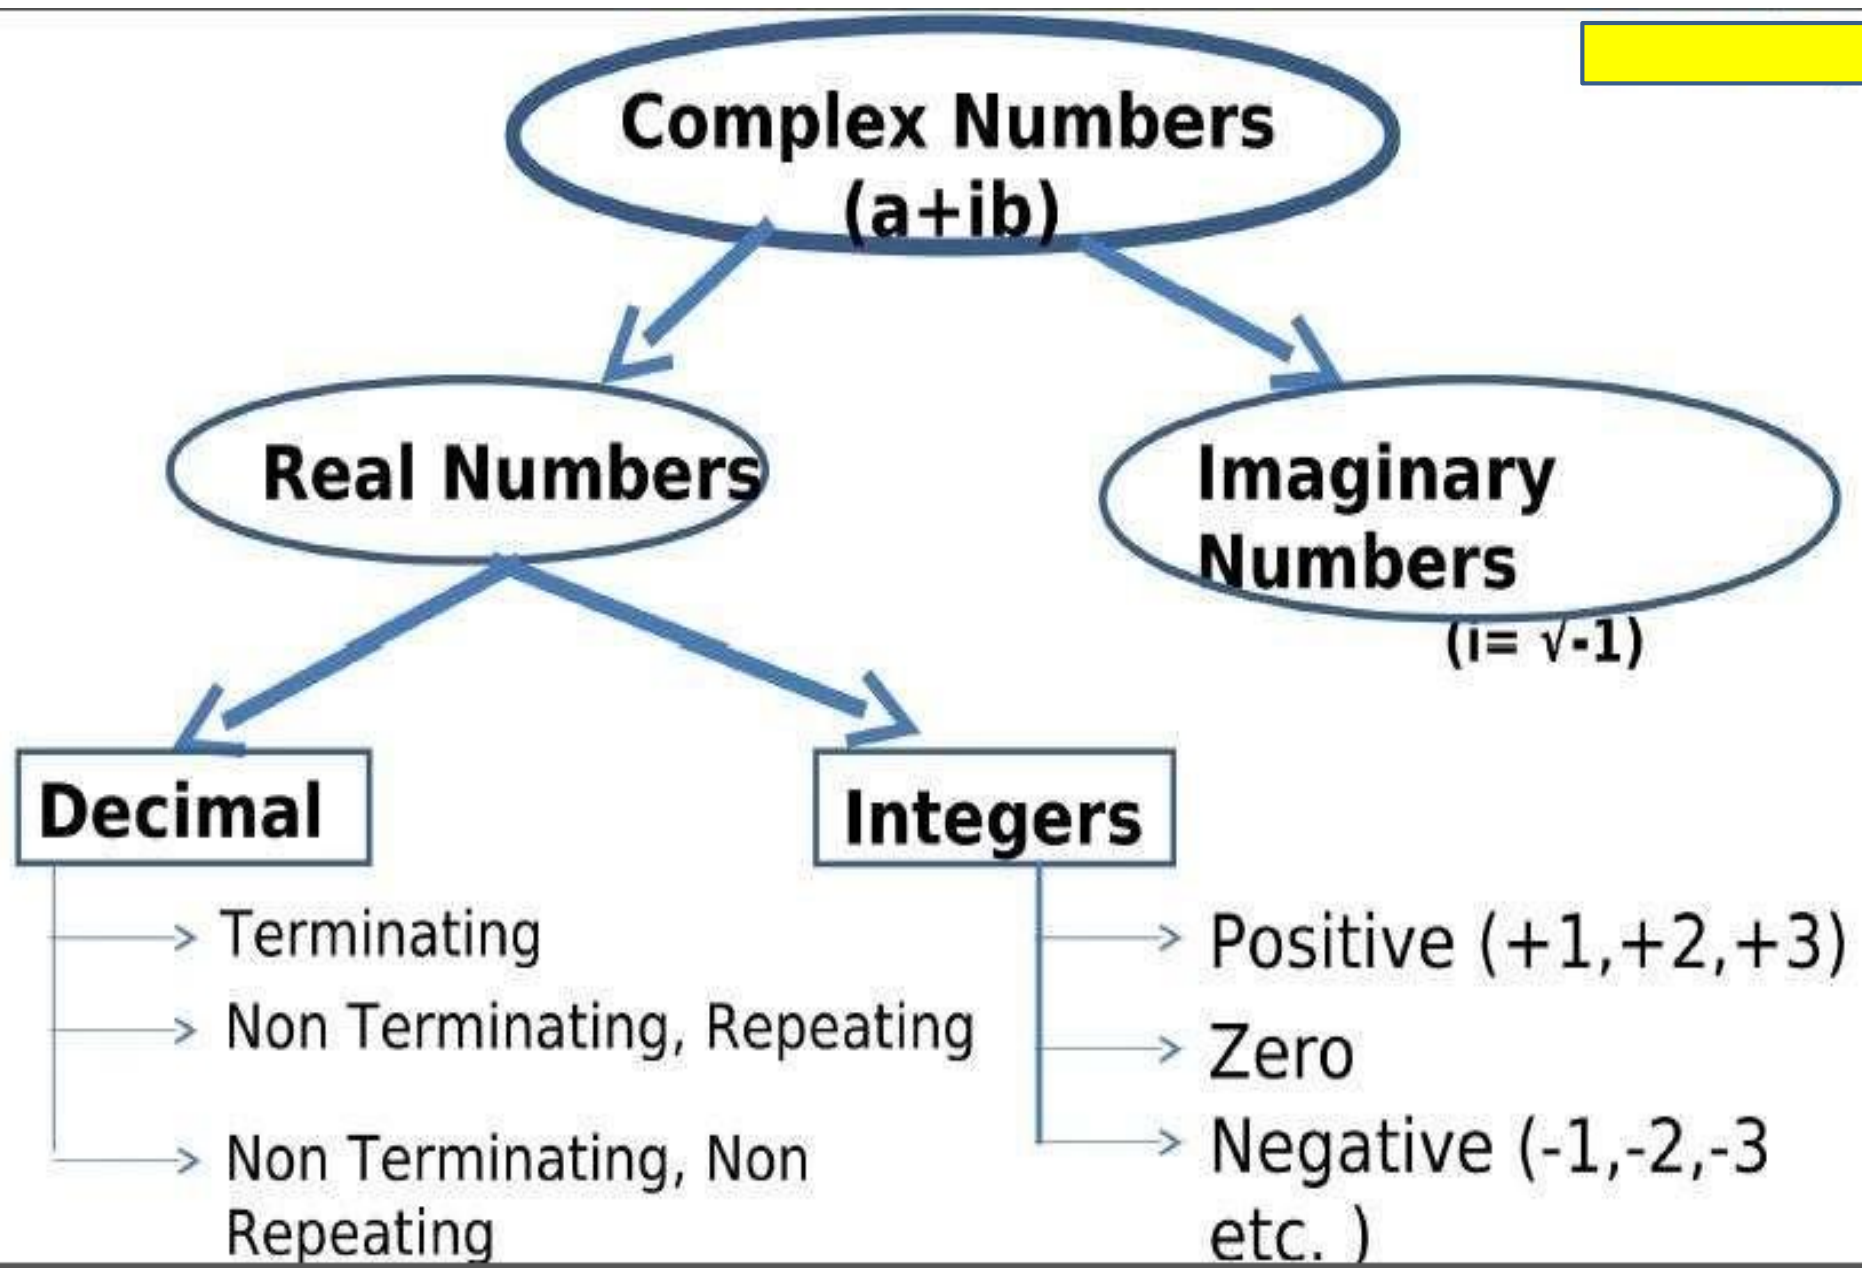 Complex Numbers
(a+ib)
Real Numbers
Imaginary
Numbers
(i= √-1)
Decimal
Integers
Terminating
Non Terminating, Repeating
Non Terminating, Non
Repeating
Positive (+1,+2,+3)
Zero
Negative (-1,-2,-3
etc. )